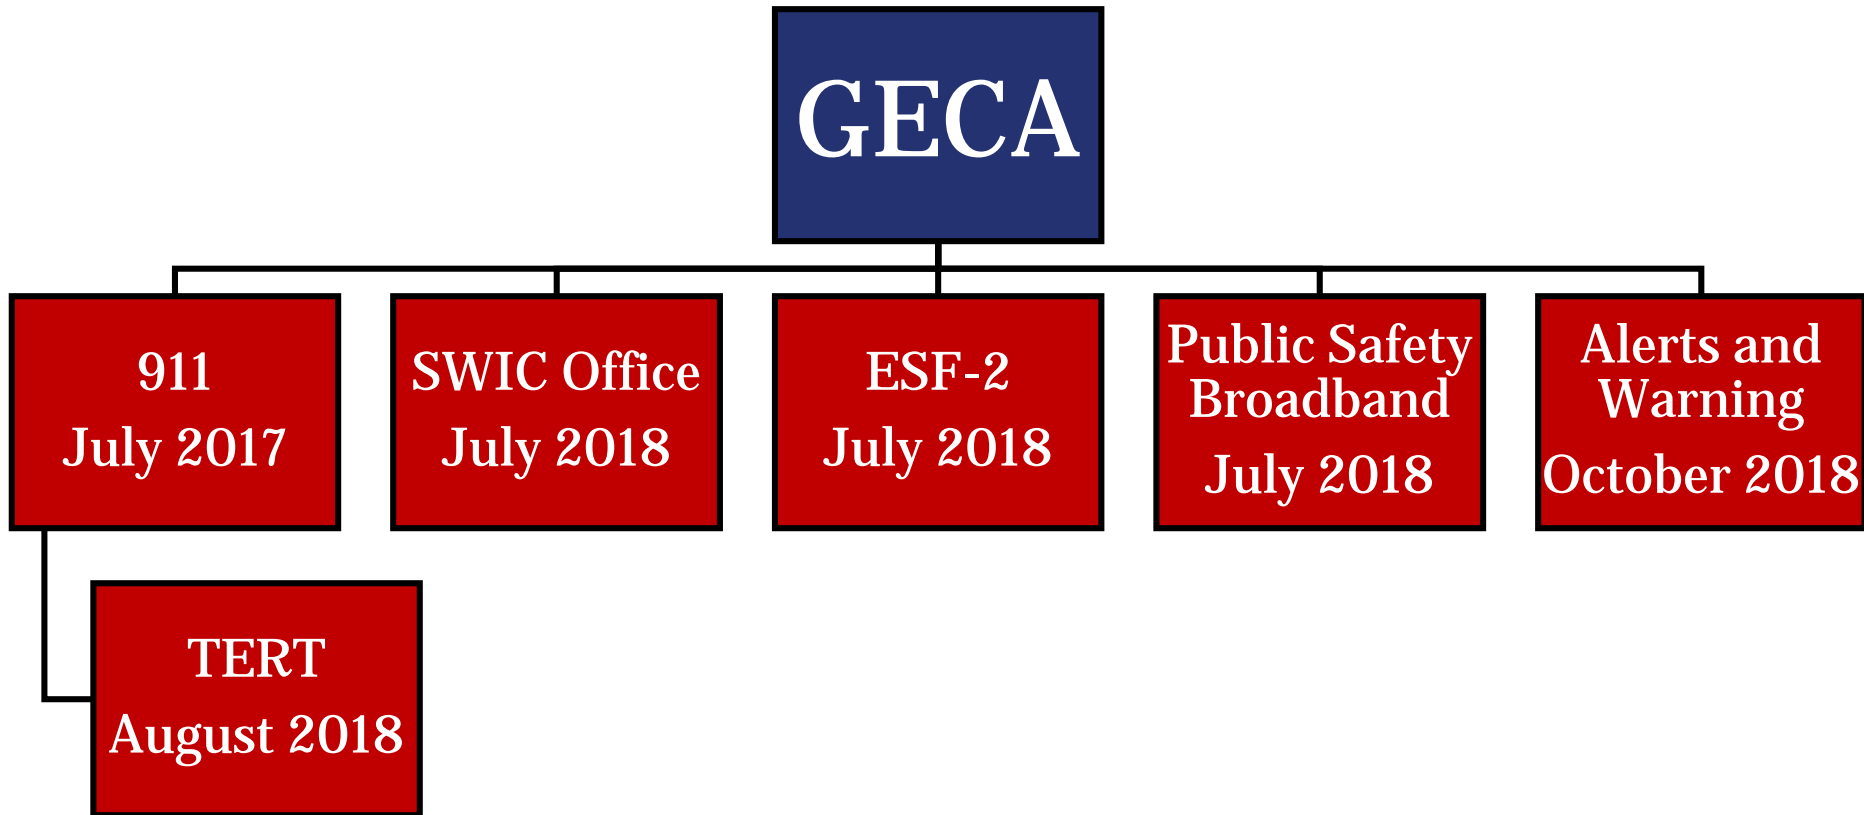 GECA
911
July 2017
SWIC Office
July 2018
ESF-2
July 2018
Public Safety
Broadband
July 2018
Alerts and
Warning
October 2018
TERT
August 2018